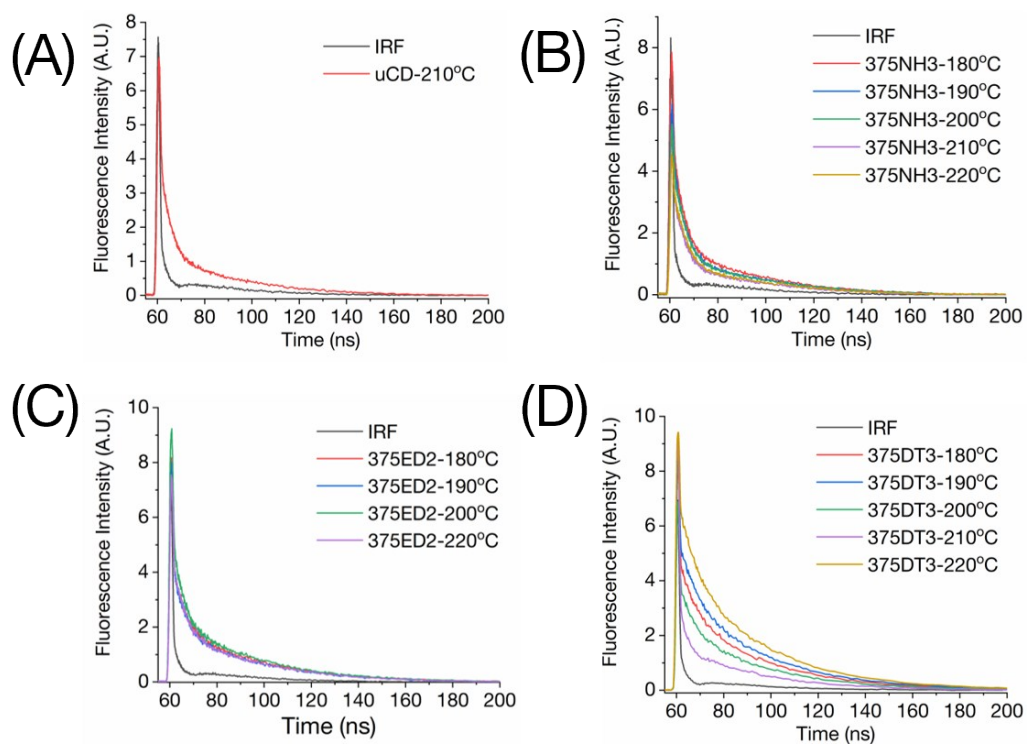 (A)
Fluorescence Intensity (A.U.)
8
7
6
5
4
3
2
1
0
IRF
uCD-210°C
60 80 100 120 140 160 180 200
Time (ns)
(B)
Fluorescence Intensity (A.U.)
8
6
4
2
0
IRF
375NH3-180°C
375NH3-190°C
375NH3-200°C
375NH3-210°C
375NH3-220°C
60 80 100 120 140 160 180 200
Time (ns)
(C)
Fluorescence Intensity (A.U.)
10
8
6
4
2
0
IRF
375ED2-180°C
375ED2-190°C
375ED2-200°C
375ED2-220°C
60 80 100 120 140 160 180 200
Time (ns)
(D)
Fluorescence Intensity (A.U.)
10
8
6
4
2
0
IRF
375DT3-180°C
375DT3-190°C
375DT3-200°C
375DT3-210°C
375DT3-220°C
60 80 100 120 140 160 180 200
Time (ns)